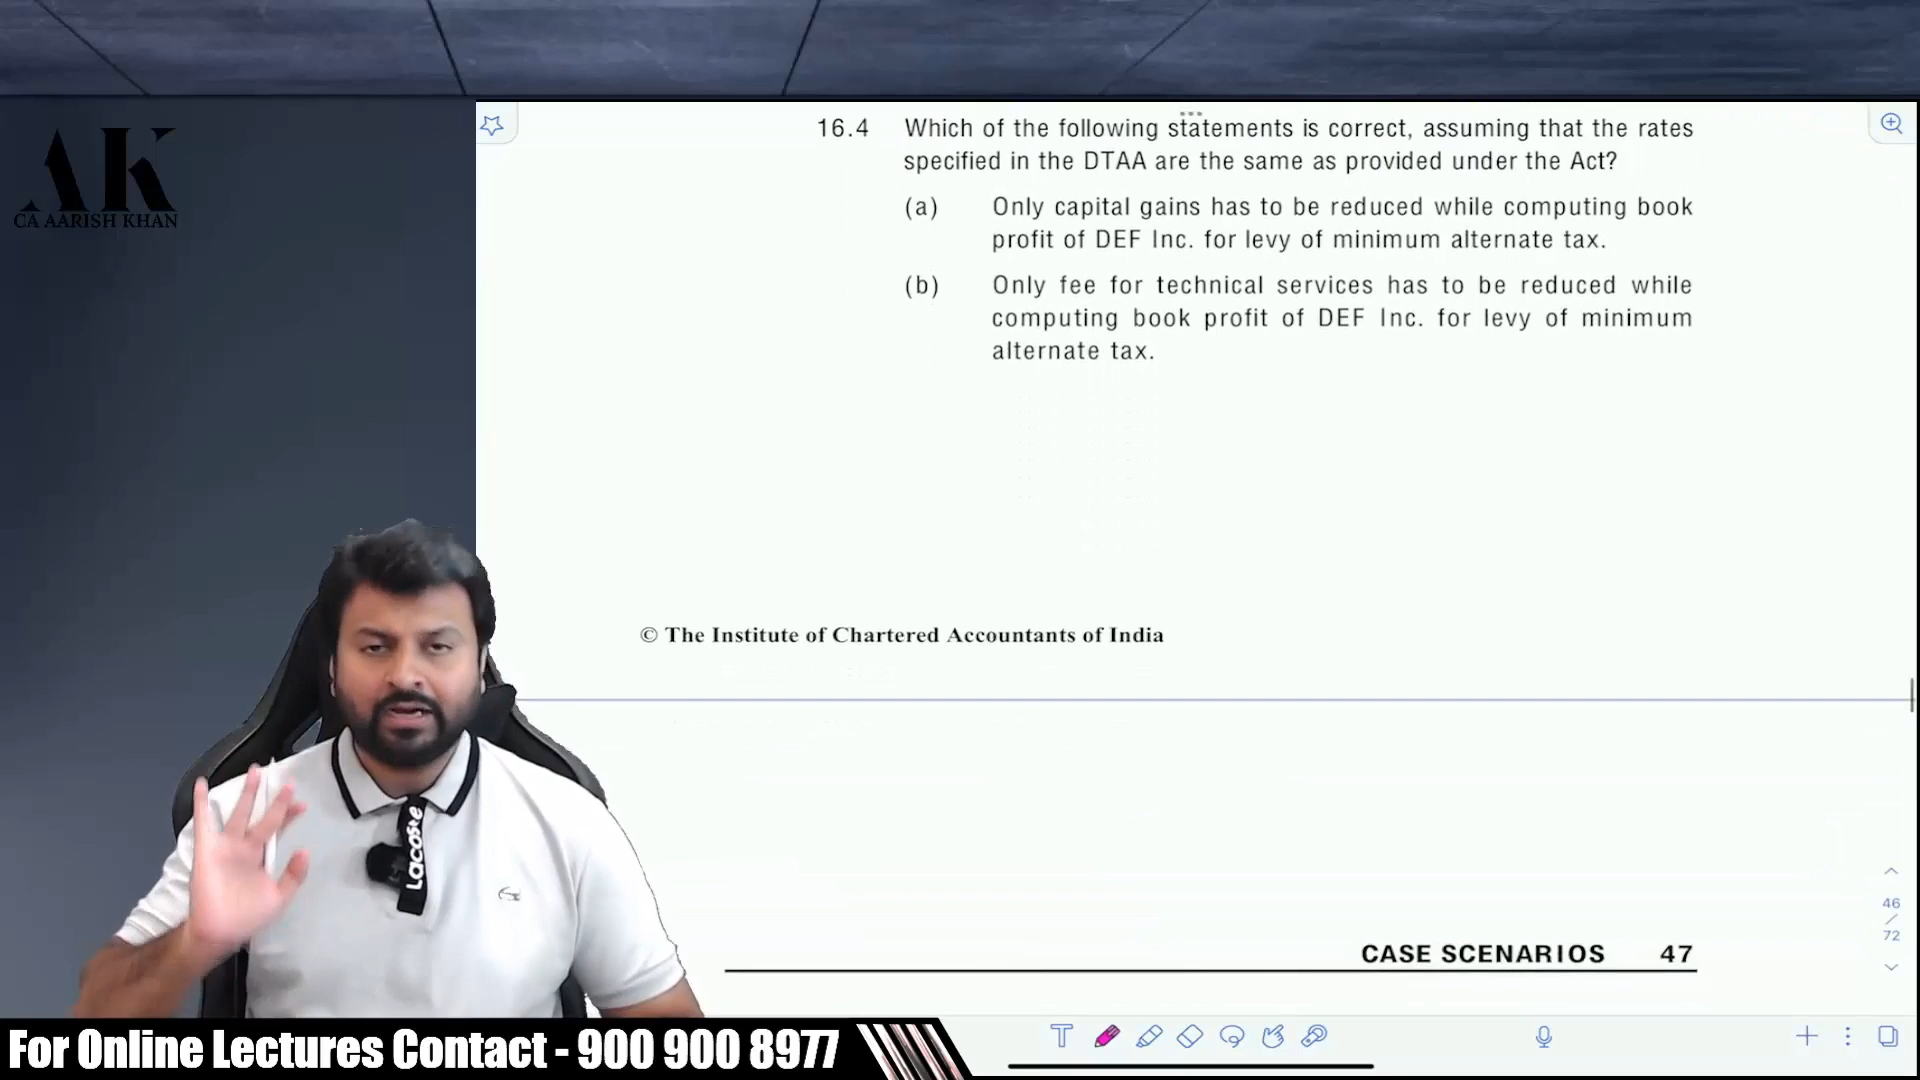 AK
CA AARISH KHAN
16.4 Which of the following statements is correct, assuming that the rates
specified in the DTAA are the same as provided under the Act?
(a) Only capital gains has to be reduced while computing book
profit of DEF Inc. for levy of minimum alternate tax.
(b) Only fee for technical services has to be reduced while
computing book profit of DEF Inc. for levy of minimum
alternate tax.
© The Institute of Chartered Accountants of India
Lacoste
46
/
72
CASE SCENARIOS 47
T
For Online Lectures Contact - 900 900 8977